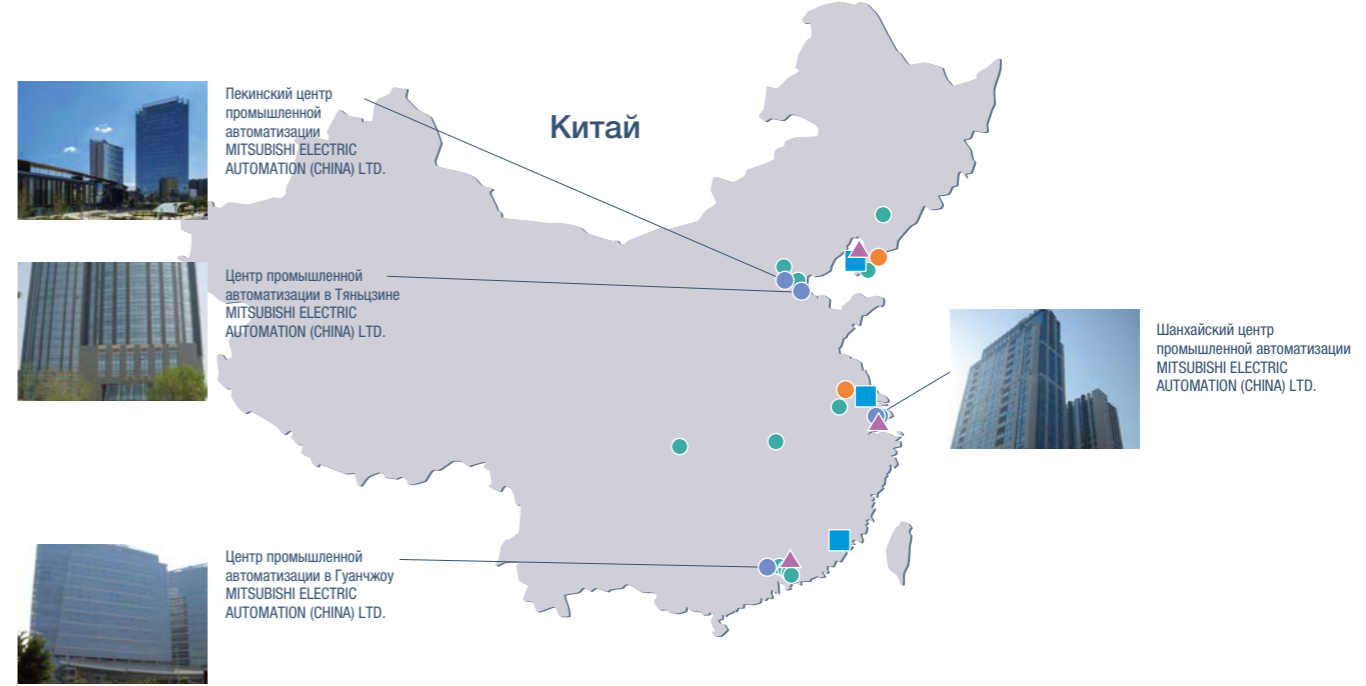 Пекинский центр
промышленной
автоматизации
MITSUBISHI ELECTRIC
AUTOMATION (CHINA) LTD.
Китай
Центр промышленной
автоматизации в Тяньцзине
MITSUBISHI ELECTRIC
AUTOMATION (CHINA) LTD.
Шанхайский центр
промышленной автоматизации
MITSUBISHI ELECTRIC
AUTOMATION (CHINA) LTD.
Центр промышленной
автоматизации в Гуанчжоу
MITSUBISHI ELECTRIC
AUTOMATION (CHINA) LTD.